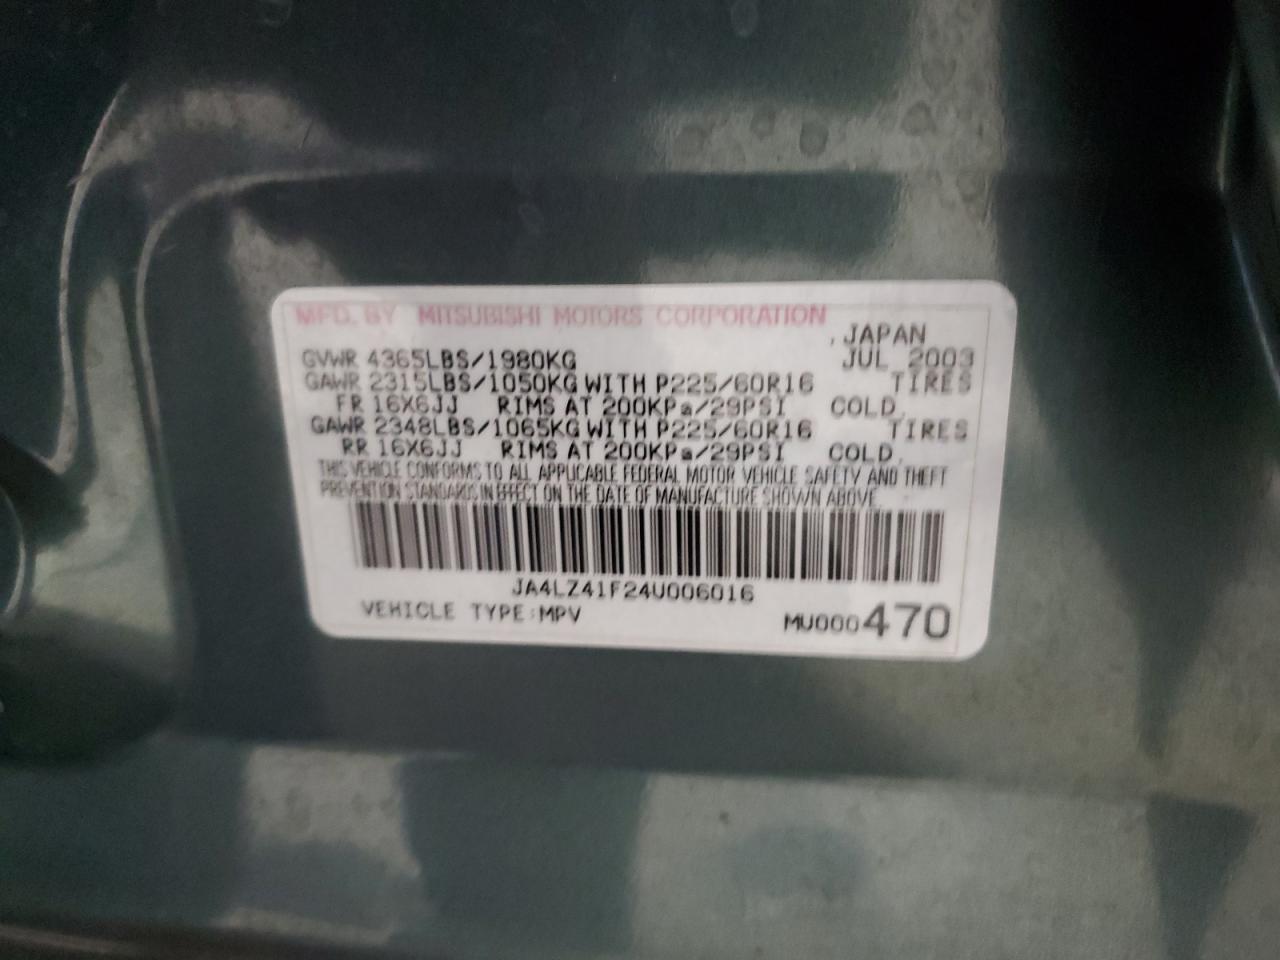 MFD. BY MITSUBISHI MOTORS CORPORATION
, JAPAN
GVWR 4365LBS/1980KG JUL 2003
GAWR 2315LBS/1050KG WITH P225/60R16 TIRES
FR 16X6JJ RIMS AT 200KPa/29PSI COLD.
GAWR 2348LBS/1065KG WITH P225/60R16 TIRES
RR 16X6JJ RIMS AT 200KPa/29PSI COLD.
THIS VEHICLE CONFORMS TO ALL APPLICABLE FEDERAL MOTOR VEHICLE SAFETY AND THEFT
PREVENTION STANDARDS IN EFFECT ON THE DATE OF MANUFACTURE SHOWN ABOVE.
JA4LZ41F24U006016
VEHICLE TYPE:MPV MU000470